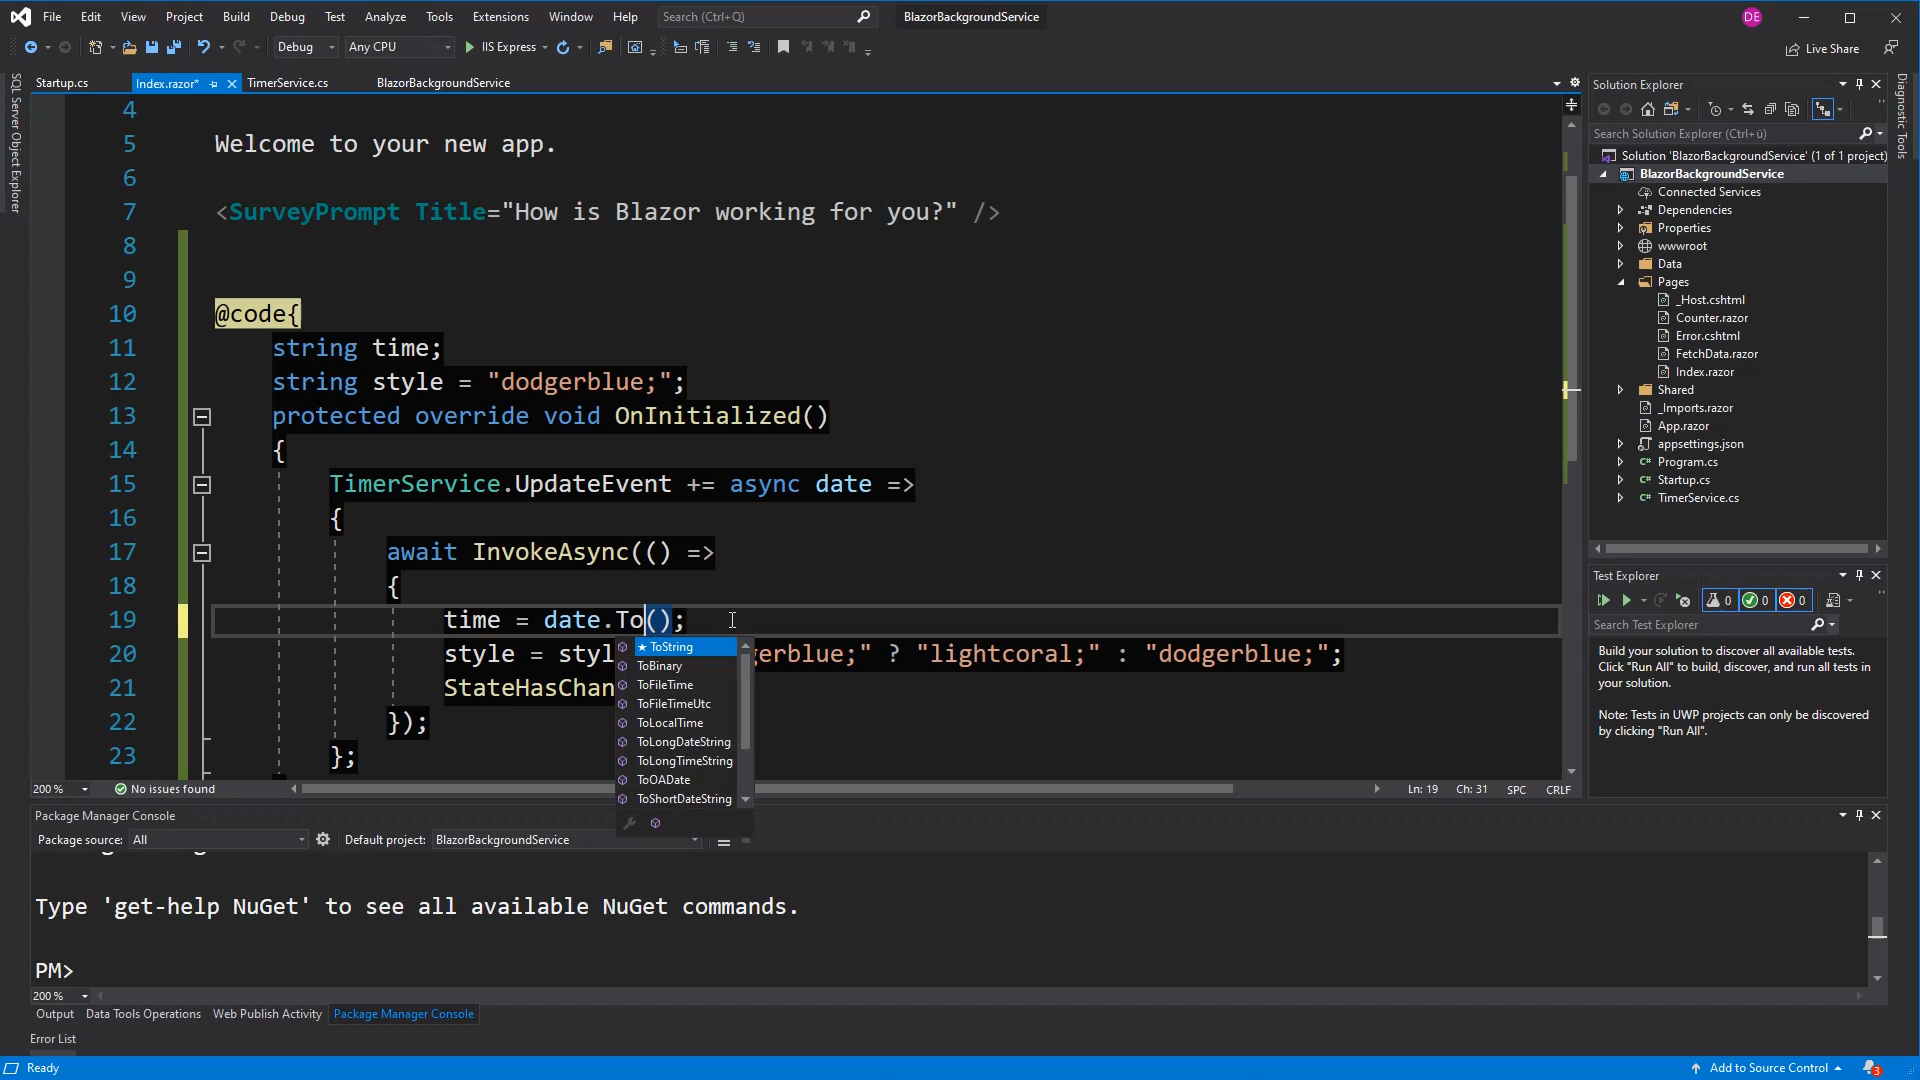 File Edit View Project Build Debug Test Analyze Tools Extensions Window Help Search (Ctrl+Q) BlazorBackgroundService DE
Debug Any CPU IIS Express Live Share
Startup.cs Index.razor* TimerService.cs BlazorBackgroundService
SQL Server Object Explorer
4
5 Welcome to your new app.
6
7 <SurveyPrompt Title="How is Blazor working for you?" />
8
9
10 @code{
11 string time;
12 string style = "dodgerblue;";
13 protected override void OnInitialized()
14 {
15 TimerService.UpdateEvent += async date =>
16 {
17 await InvokeAsync(() =>
18 {
19 time = date.To();
20 style = styl gerblue;" ? "lightcoral;" : "dodgerblue;";
21 StateHasChan
22 });
23 };
★ ToString
ToBinary
ToFileTime
ToFileTimeUtc
ToLocalTime
ToLongDateString
ToLongTimeString
ToOADate
ToShortDateString
200 % No issues found Ln: 19 Ch: 31 SPC CRLF
Package Manager Console
Package source: All Default project: BlazorBackgroundService
Type 'get-help NuGet' to see all available NuGet commands.
PM>
200 %
Output Data Tools Operations Web Publish Activity Package Manager Console
Error List
Ready Add to Source Control 3
Solution Explorer
Search Solution Explorer (Ctrl+ü)
Solution 'BlazorBackgroundService' (1 of 1 project)
BlazorBackgroundService
Connected Services
Dependencies
Properties
wwwroot
Data
Pages
_Host.cshtml
Counter.razor
Error.cshtml
FetchData.razor
Index.razor
Shared
_Imports.razor
App.razor
appsettings.json
C# Program.cs
C# Startup.cs
C# TimerService.cs
Test Explorer
0 0 0
Search Test Explorer
Build your solution to discover all available tests.
Click "Run All" to build, discover, and run all tests in
your solution.
Note: Tests in UWP projects can only be discovered
by clicking "Run All".
Diagnostic Tools